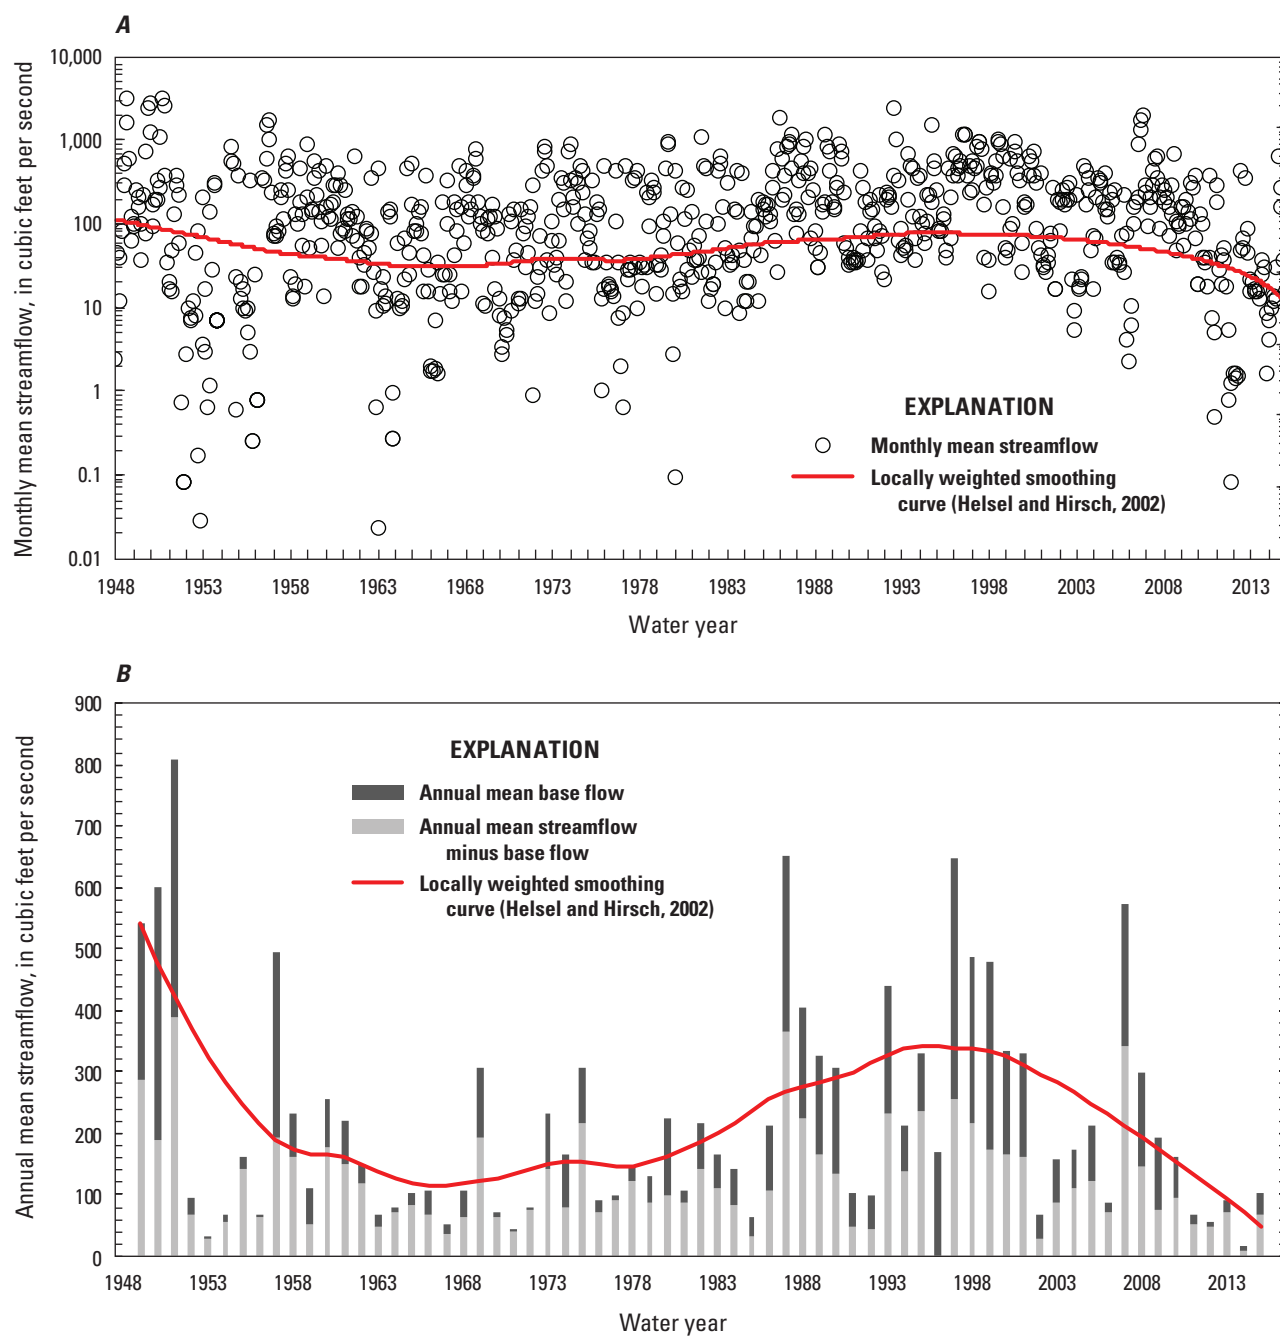 A
Monthly mean streamflow, in cubic feet per second
10,000
1,000
100
10
1
0.1
0.01
EXPLANATION
Monthly mean streamflow
Locally weighted smoothing
curve (Helsel and Hirsch, 2002)
1948 1953 1958 1963 1968 1973 1978 1983 1988 1993 1998 2003 2008 2013
Water year
B
Annual mean streamflow, in cubic feet per second
900
800
700
600
500
400
300
200
100
0
EXPLANATION
Annual mean base flow
Annual mean streamflow
minus base flow
Locally weighted smoothing
curve (Helsel and Hirsch, 2002)
1948 1953 1958 1963 1968 1973 1978 1983 1988 1993 1998 2003 2008 2013
Water year